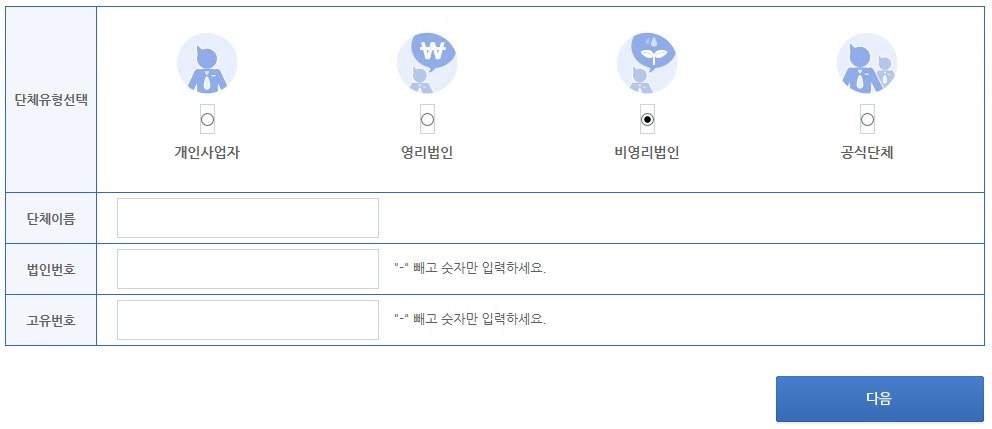 단체유형선택
개인사업자
영리법인
비영리법인
공식단체
단체이름
법인번호
"-" 빼고 숫자만 입력하세요.
고유번호
"-" 빼고 숫자만 입력하세요.
다음